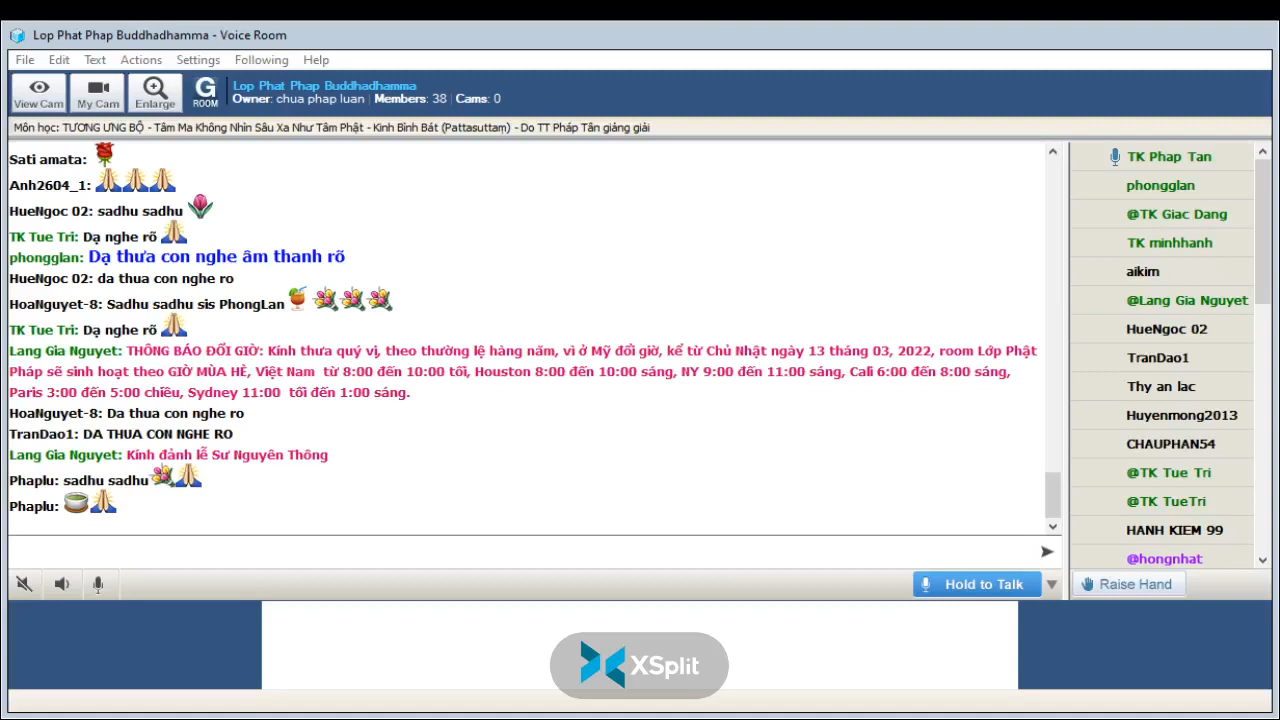 Lop Phat Phap Buddhadhamma - Voice Room
File Edit Text Actions Settings Following Help
View Cam My Cam Enlarge G ROOM
Lop Phat Phap Buddhadhamma
Owner: chua phap luan | Members: 38 | Cams: 0
Môn học: TƯƠNG ƯNG BỘ - Tâm Ma Không Nhìn Sâu Xa Như Tâm Phật - Kinh Bình Bát (Pattasuttaṃ) - Do TT Pháp Tân giảng giải
Sati amata:
Anh2604_1:
HueNgoc 02: sadhu sadhu
TK Tue Tri: Dạ nghe rõ
phongglan: Dạ thưa con nghe âm thanh rõ
HueNgoc 02: da thua con nghe ro
HoaNguyet-8: Sadhu sadhu sis PhongLan
TK Tue Tri: Dạ nghe rõ
Lang Gia Nguyet: THÔNG BÁO ĐỔI GIỜ: Kính thưa quý vị, theo thường lệ hàng năm, vì ở Mỹ đổi giờ, kể từ Chủ Nhật ngày 13 tháng 03, 2022, room Lớp Phật
Pháp sẽ sinh hoạt theo GIỜ MÙA HÈ, Việt Nam từ 8:00 đến 10:00 tối, Houston 8:00 đến 10:00 sáng, NY 9:00 đến 11:00 sáng, Cali 6:00 đến 8:00 sáng,
Paris 3:00 đến 5:00 chiều, Sydney 11:00 tối đến 1:00 sáng.
HoaNguyet-8: Da thua con nghe ro
TranDao1: DA THUA CON NGHE RO
Lang Gia Nguyet: Kính đảnh lễ Sư Nguyên Thông
Phaplu: sadhu sadhu
Phaplu:
TK Phap Tan
phongglan
@TK Giac Dang
TK minhhanh
aikim
@Lang Gia Nguyet
HueNgoc 02
TranDao1
Thy an lac
Huyenmong2013
CHAUPHAN54
@TK Tue Tri
@TK TueTri
HANH KIEM 99
@hongnhat
Hold to Talk
Raise Hand
XSplit